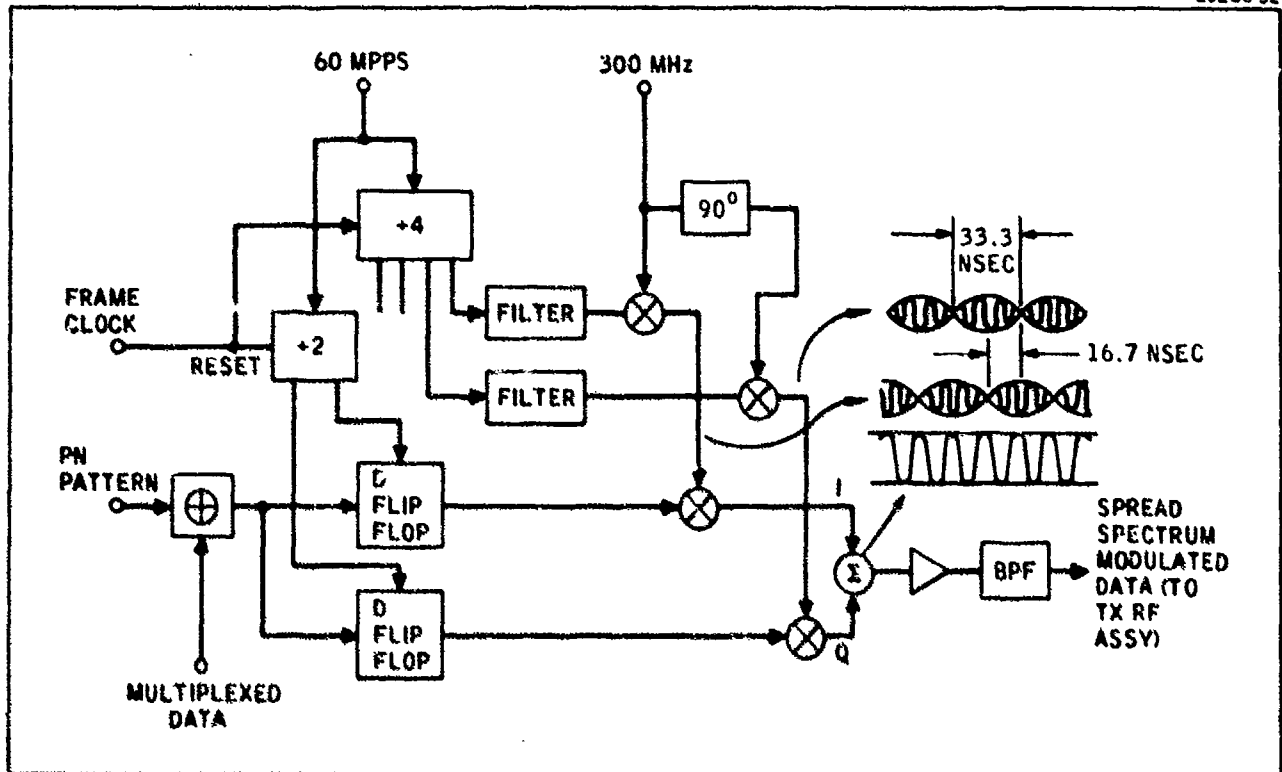 60 MPPS
300 MHz
90°
÷4
33.3
NSEC
FRAME
CLOCK
FILTER
÷2
RESET
16.7 NSEC
FILTER
PN
PATTERN
D
FLIP
FLOP
I
SPREAD
SPECTRUM
MODULATED
DATA (TO
TX RF
ASSY)
Σ
BPF
D
FLIP
FLOP
Q
MULTIPLEXED
DATA